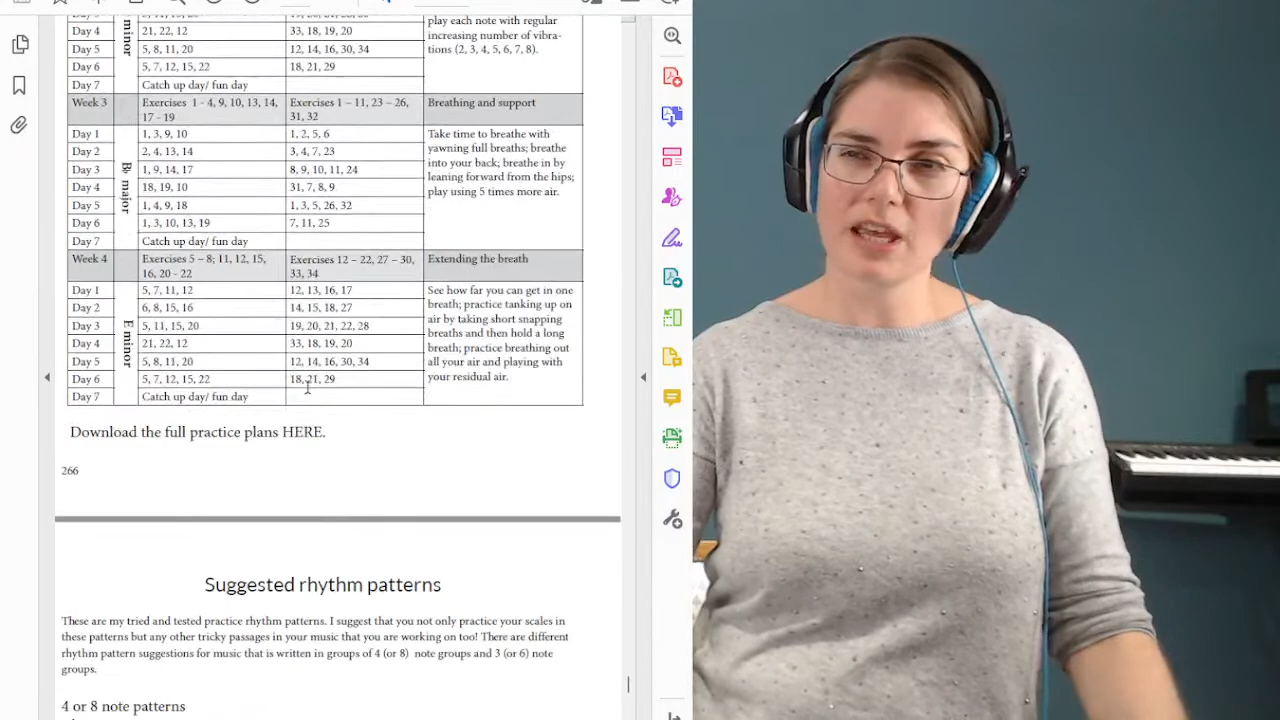 minor
play each note with regular
Day 4 21, 22, 12 33, 18, 19, 20 increasing number of vibra-
Day 5 5, 8, 11, 20 12, 14, 16, 30, 34 tions (2, 3, 4, 5, 6, 7, 8).
Day 6 5, 7, 12, 15, 22 18, 21, 29
Day 7 Catch up day/ fun day
Week 3 Exercises 1 - 4, 9, 10, 13, 14, Exercises 1 – 11, 23 – 26, Breathing and support
17 - 19 31, 32
B♭ major
Day 1 1, 3, 9, 10 1, 2, 5, 6 Take time to breathe with
Day 2 2, 4, 13, 14 3, 4, 7, 23 yawning full breaths; breathe
Day 3 1, 9, 14, 17 8, 9, 10, 11, 24 into your back; breathe in by
Day 4 18, 19, 10 31, 7, 8, 9 leaning forward from the hips;
Day 5 1, 4, 9, 18 1, 3, 5, 26, 32 play using 5 times more air.
Day 6 1, 3, 10, 13, 19 7, 11, 25
Day 7 Catch up day/ fun day
Week 4 Exercises 5 – 8; 11, 12, 15, Exercises 12 – 22, 27 – 30, Extending the breath
16, 20 - 22 33, 34
E minor
Day 1 5, 7, 11, 12 12, 13, 16, 17 See how far you can get in one
Day 2 6, 8, 15, 16 14, 15, 18, 27 breath; practice tanking up on
Day 3 5, 11, 15, 20 19, 20, 21, 22, 28 air by taking short snapping
Day 4 21, 22, 12 33, 18, 19, 20 breaths and then hold a long
Day 5 5, 8, 11, 20 12, 14, 16, 30, 34 breath; practice breathing out
Day 6 5, 7, 12, 15, 22 18, 21, 29 all your air and playing with
Day 7 Catch up day/ fun day your residual air.
Download the full practice plans HERE.
266
Suggested rhythm patterns
These are my tried and tested practice rhythm patterns. I suggest that you not only practice your scales in
these patterns but any other tricky passages in your music that you are working on too! There are different
rhythm pattern suggestions for music that is written in groups of 4 (or 8) note groups and 3 (or 6) note
groups.
4 or 8 note patterns